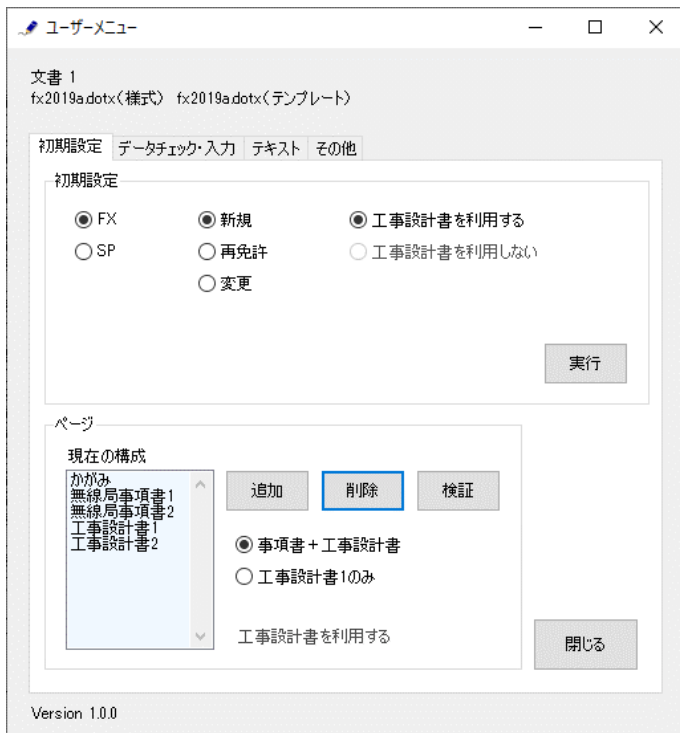 ユーザーメニュー
文書 1
fx2019a.dotx(様式) fx2019a.dotx(テンプレート)
初期設定 データチェック・入力 テキスト その他
初期設定
FX 新規 工事設計書を利用する
SP 再免許 工事設計書を利用しない
変更
実行
ページ
現在の構成
かがみ
無線局事項書1
無線局事項書2
工事設計書1
工事設計書2
追加 削除 検証
事項書+工事設計書
工事設計書1のみ
工事設計書を利用する
閉じる
Version 1.0.0